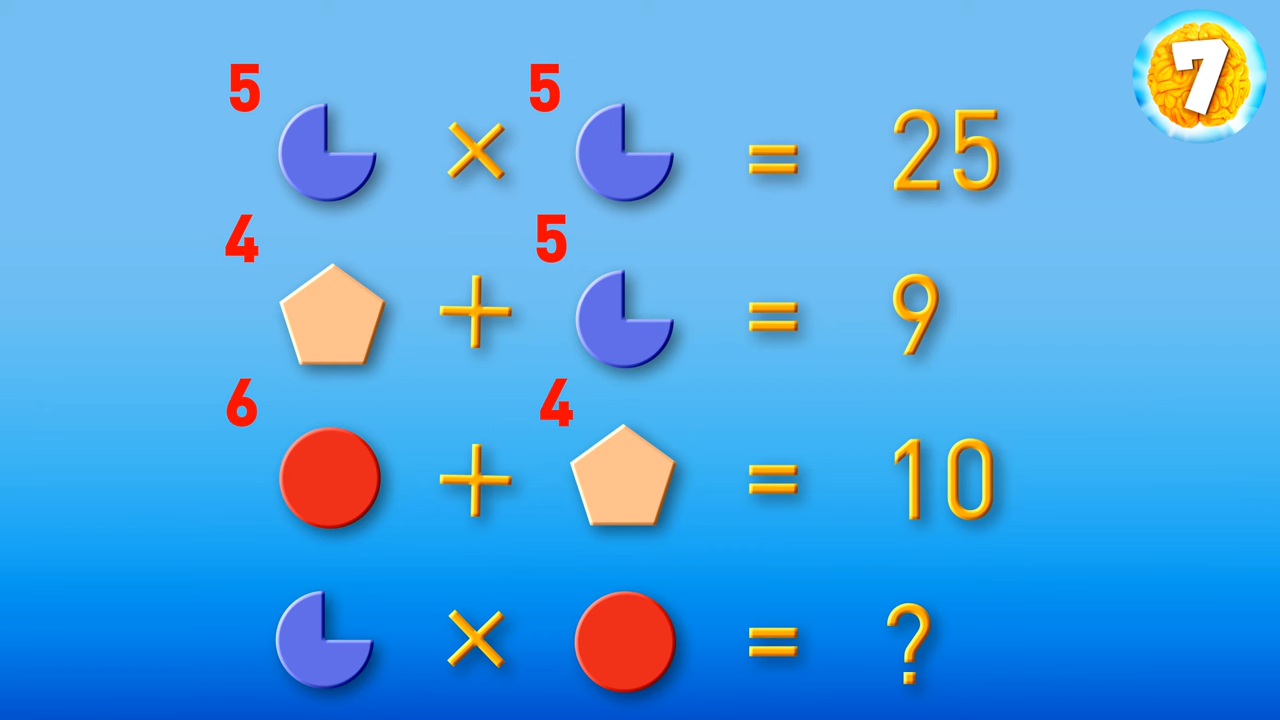 7
5 5
× = 25
4 5
+ = 9
6 4
+ = 10
× = ?